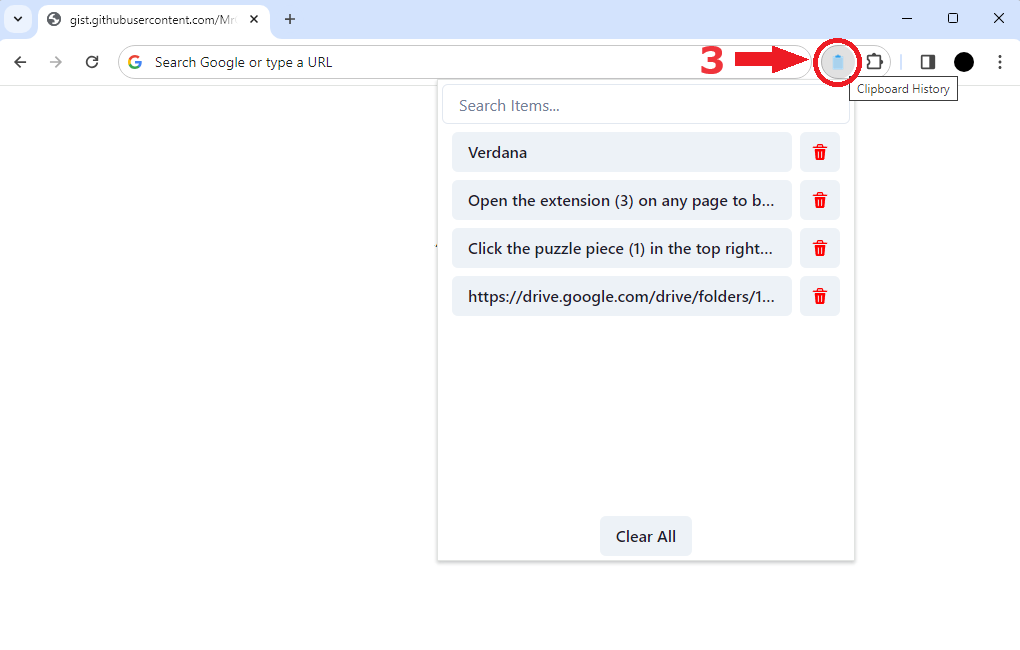 gist.githubusercontent.com/Mr
Search Google or type a URL
3
Clipboard History
Search Items...
Verdana
Open the extension (3) on any page to b...
Click the puzzle piece (1) in the top right...
https://drive.google.com/drive/folders/1...
Clear All